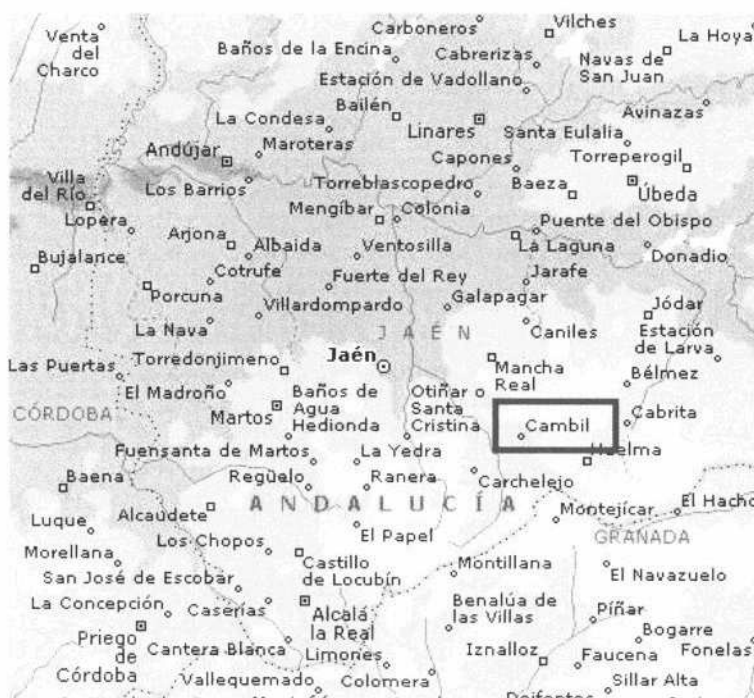 Carboneros
Vilches
Venta
del
Charco
Baños de la Encina
Cabrerizas
La Hoya
Navas de
San Juan
Estación de Vadollano
Bailén
Avinazas
La Condesa
Linares
Santa Eulalia
Andújar
Maroteras
Capones
Torreperogil
Villa
del Río
Los Barrios
Torreblascopedro
Baeza
Úbeda
Lopera
Mengíbar
Colonia
Puente del Obispo
Arjona
Albaida
Ventosilla
La Laguna
Donadio
Bujalance
Cotrufe
Fuerte del Rey
Jarafe
Porcuna
Villardompardo
Galapagar
Jódar
La Nava
JAÉN
Caniles
Estación
de Larva
Las Puertas
Torredonjimeno
Jaén
Mancha
Real
Bélmez
El Madroño
Baños de
Agua
Hedionda
Otiñar
Santa
Cristina
CÓRDOBA
Martos
Cambil
Cabrita
Fuensanta de Martos
La Yedra
Huelma
Baena
Regüelo
Ranera
Carchelejo
ANDALUCÍA
Montejícar
El Hacho
Luque
Alcaudete
El Papel
GRANADA
Morellana
Los Chopos
Castillo
de Locubín
Montillana
San José de Escobar
El Navazuelo
La Concepción
Caserías
Alcalá
la Real
Benalúa de
las Villas
Píñar
Priego
de
Córdoba
Cantera Blanca
Limones
Iznalloz
Bogarre
Faucena
Fonelas
Vallequemado
Colomera
Sillar Alta
Deifontes